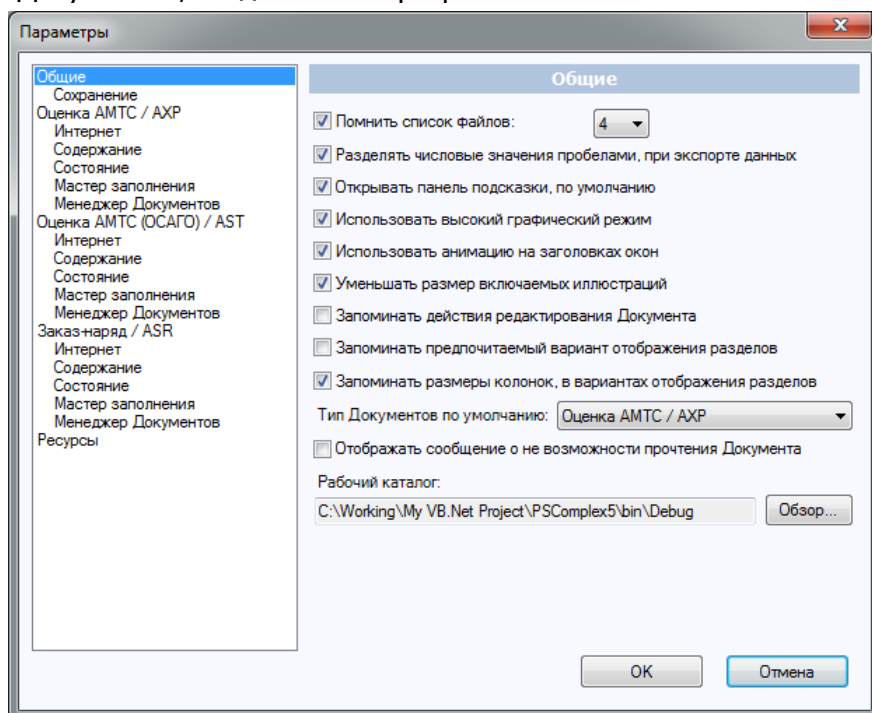 Параметры
Общие
Сохранение
Оценка АМТС / AXP
Интернет
Содержание
Состояние
Мастер заполнения
Менеджер Документов
Оценка АМТС (ОСАГО) / AST
Интернет
Содержание
Состояние
Мастер заполнения
Менеджер Документов
Заказ-наряд / ASR
Интернет
Содержание
Состояние
Мастер заполнения
Менеджер Документов
Ресурсы
Общие
Помнить список файлов: 4
Разделять числовые значения пробелами, при экспорте данных
Открывать панель подсказки, по умолчанию
Использовать высокий графический режим
Использовать анимацию на заголовках окон
Уменьшать размер включаемых иллюстраций
Запоминать действия редактирования Документа
Запоминать предпочитаемый вариант отображения разделов
Запоминать размеры колонок, в вариантах отображения разделов
Тип Документов по умолчанию: Оценка АМТС / AXP
Отображать сообщение о не возможности прочтения Документа
Рабочий каталог:
C:\Working\My VB.Net Project\PSComplex5\bin\Debug Обзор...
OK Отмена